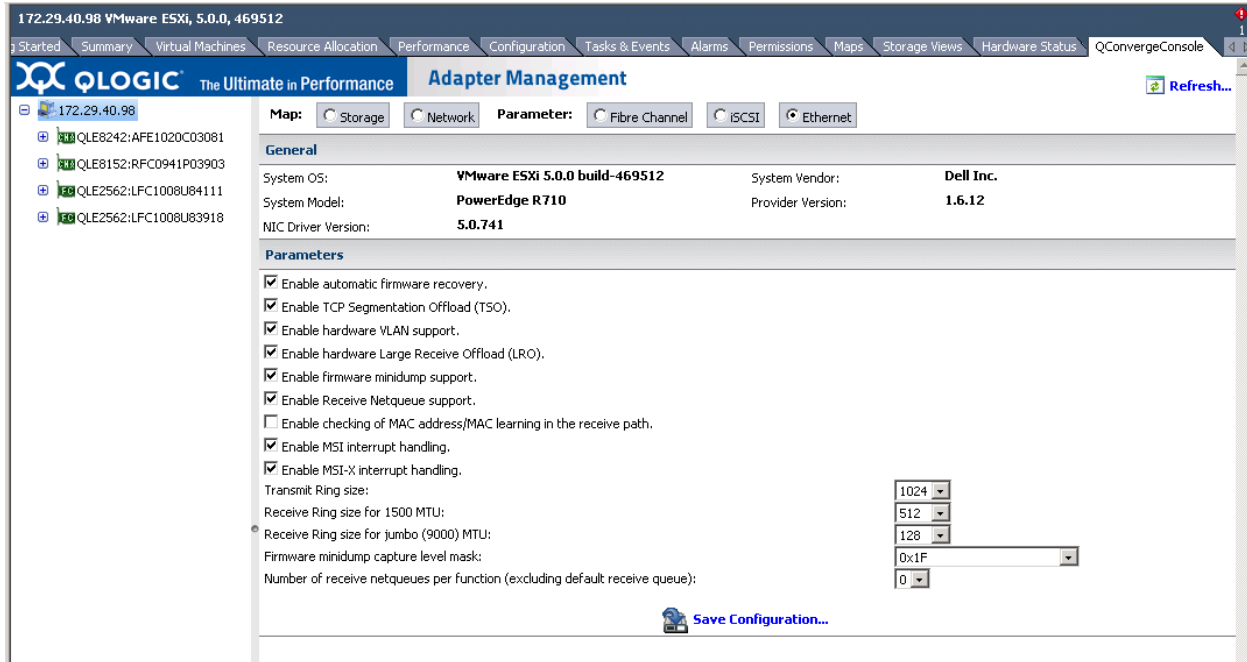 172.29.40.98 VMware ESXi, 5.0.0, 469512
1
g Started Summary Virtual Machines Resource Allocation Performance Configuration Tasks & Events Alarms Permissions Maps Storage Views Hardware Status QConvergeConsole
QLOGIC The Ultimate in Performance Adapter Management
Refresh...
172.29.40.98
QLE8242:AFE1020C03081
QLE8152:RFC0941P03903
QLE2562:LFC1008U84111
QLE2562:LFC1008U83918
Map: Storage Network Parameter: Fibre Channel iSCSI Ethernet
General
System OS: VMware ESXi 5.0.0 build-469512 System Vendor: Dell Inc.
System Model: PowerEdge R710 Provider Version: 1.6.12
NIC Driver Version: 5.0.741
Parameters
Enable automatic firmware recovery.
Enable TCP Segmentation Offload (TSO).
Enable hardware VLAN support.
Enable hardware Large Receive Offload (LRO).
Enable firmware minidump support.
Enable Receive Netqueue support.
Enable checking of MAC address/MAC learning in the receive path.
Enable MSI interrupt handling.
Enable MSI-X interrupt handling.
Transmit Ring size: 1024
Receive Ring size for 1500 MTU: 512
Receive Ring size for jumbo (9000) MTU: 128
Firmware minidump capture level mask: 0x1F
Number of receive netqueues per function (excluding default receive queue): 0
Save Configuration...